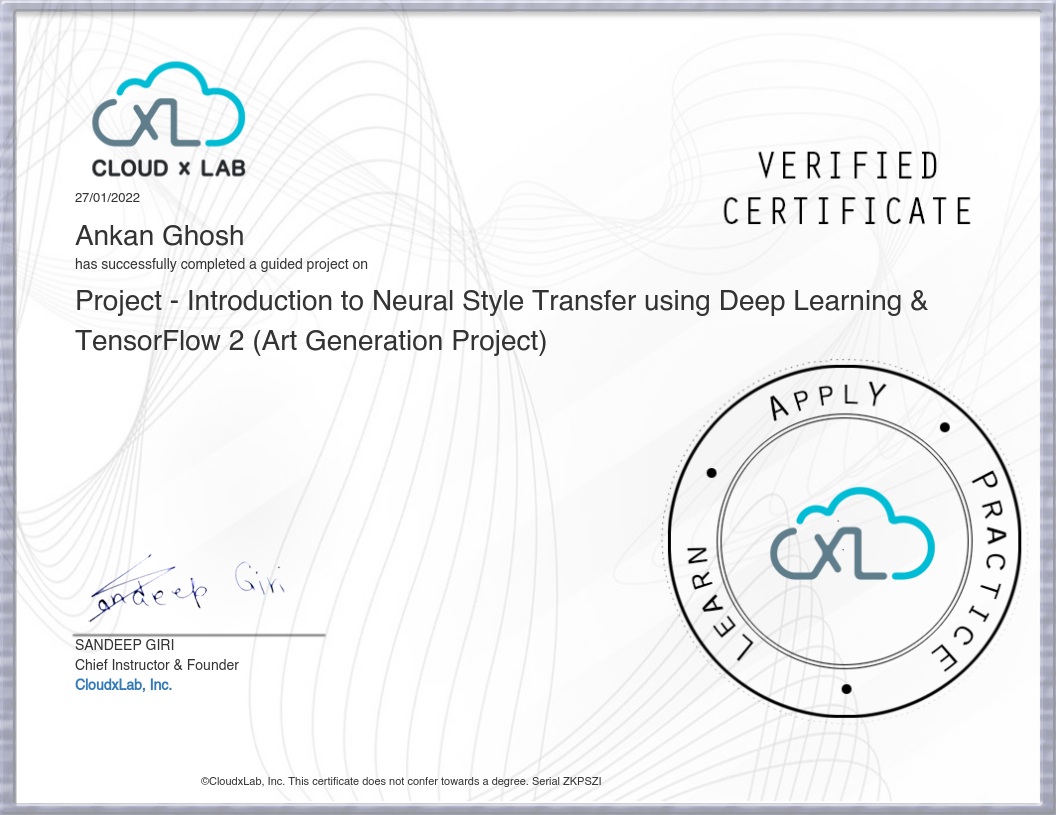 CXL
CLOUD x LAB
27/01/2022
VERIFIED
CERTIFICATE
Ankan Ghosh
has successfully completed a guided project on
Project - Introduction to Neural Style Transfer using Deep Learning &
TensorFlow 2 (Art Generation Project)
APPLY
PRACTICE
LEARN
CXL
Sandeep Giri
SANDEEP GIRI
Chief Instructor & Founder
CloudxLab, Inc.
©CloudxLab, Inc. This certificate does not confer towards a degree. Serial ZKPSZI